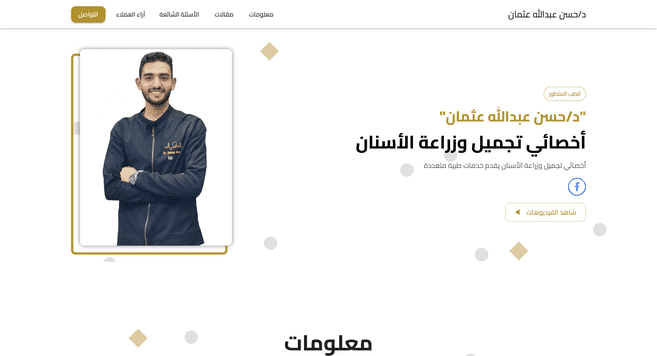 د/حسن عبدالله عثمان
معلومات
مقالات
الأسئلة الشائعة
آراء العملاء
التواصل
الطب المتطور
"د/حسن عبدالله عثمان"
أخصائي تجميل وزراعة الأسنان
أخصائي تجميل وزراعة الأسنان يقدم خدمات طبية متعددة
شاهد الفيديوهات
معلومات